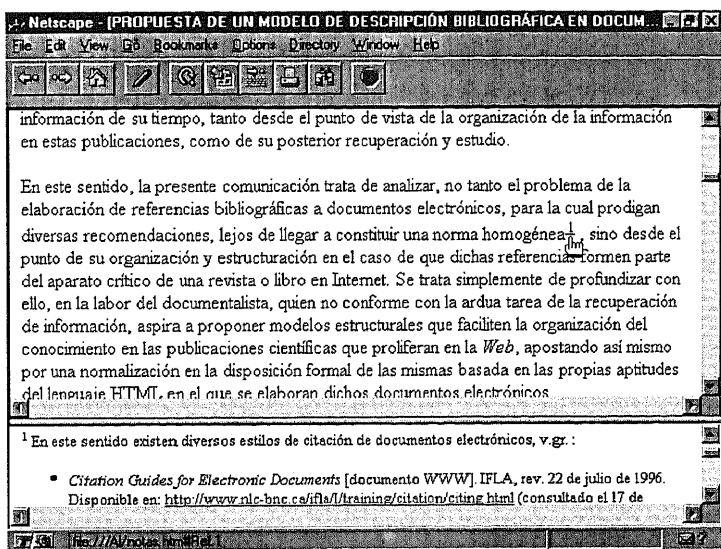 Netscape - [PROPUESTA DE UN MODELO DE DESCRIPCIÓN BIBLIOGRÁFICA EN DOCUM...
File Edit View Go Bookmarks Options Directory Window Help
información de su tiempo, tanto desde el punto de vista de la organización de la información
en estas publicaciones, como de su posterior recuperación y estudio.
En este sentido, la presente comunicación trata de analizar, no tanto el problema de la
elaboración de referencias bibliográficas a documentos electrónicos, para la cual prodigan
diversas recomendaciones, lejos de llegar a constituir una norma homogénea1, sino desde el
punto de su organización y estructuración en el caso de que dichas referencias formen parte
del aparato crítico de una revista o libro en Internet. Se trata simplemente de profundizar con
ello, en la labor del documentalista, quien no conforme con la ardua tarea de la recuperación
de información, aspira a proponer modelos estructurales que faciliten la organización del
conocimiento en las publicaciones científicas que proliferan en la Web, apostando así mismo
por una normalización en la disposición formal de las mismas basada en las propias aptitudes
del lenguaje HTML en el que se elaboran dichos documentos electrónicos
1 En este sentido existen diversos estilos de citación de documentos electrónicos, v.gr. :
• Citation Guides for Electronic Documents [documento WWW]. IFLA, rev. 22 de julio de 1996.
Disponible en: http://www.nlc-bnc.ca/ifla/I/training/citation/citing.html (consultado el 17 de
file:///A|/notas.htm#Ref.1